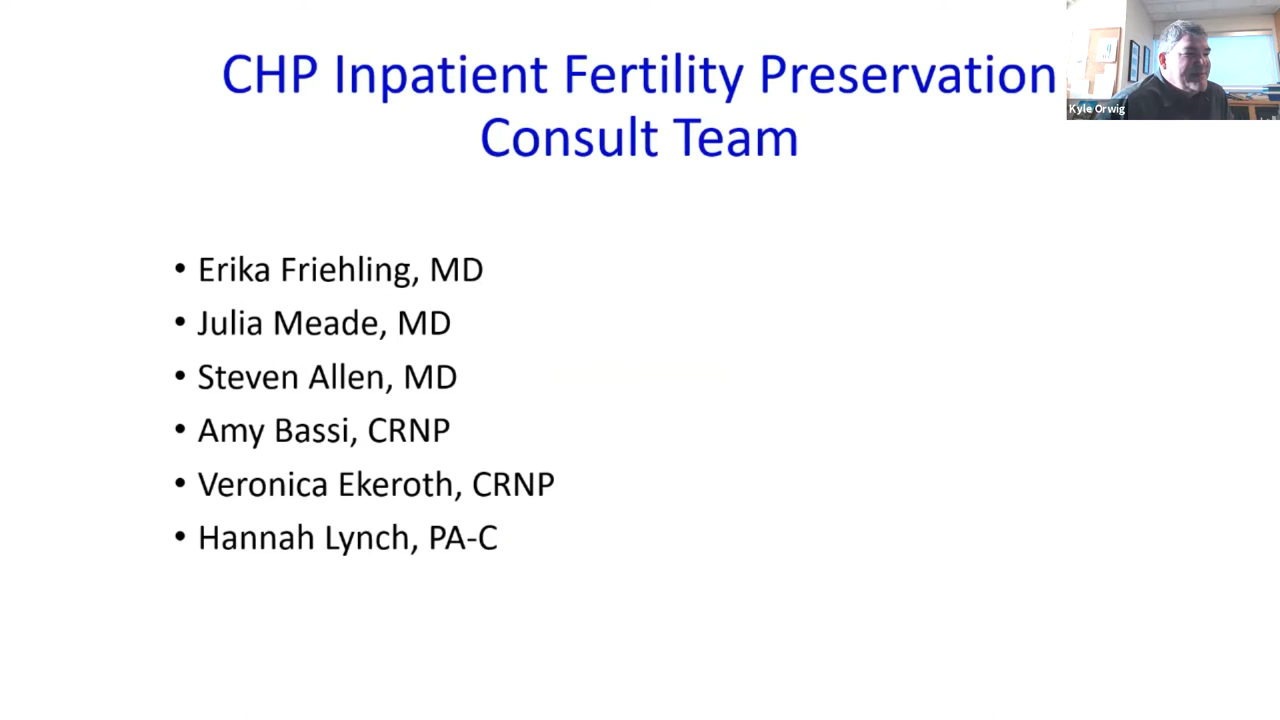 CHP Inpatient Fertility Preservation
Consult Team
Kyle Orwig
• Erika Friehling, MD
• Julia Meade, MD
• Steven Allen, MD
• Amy Bassi, CRNP
• Veronica Ekeroth, CRNP
• Hannah Lynch, PA-C